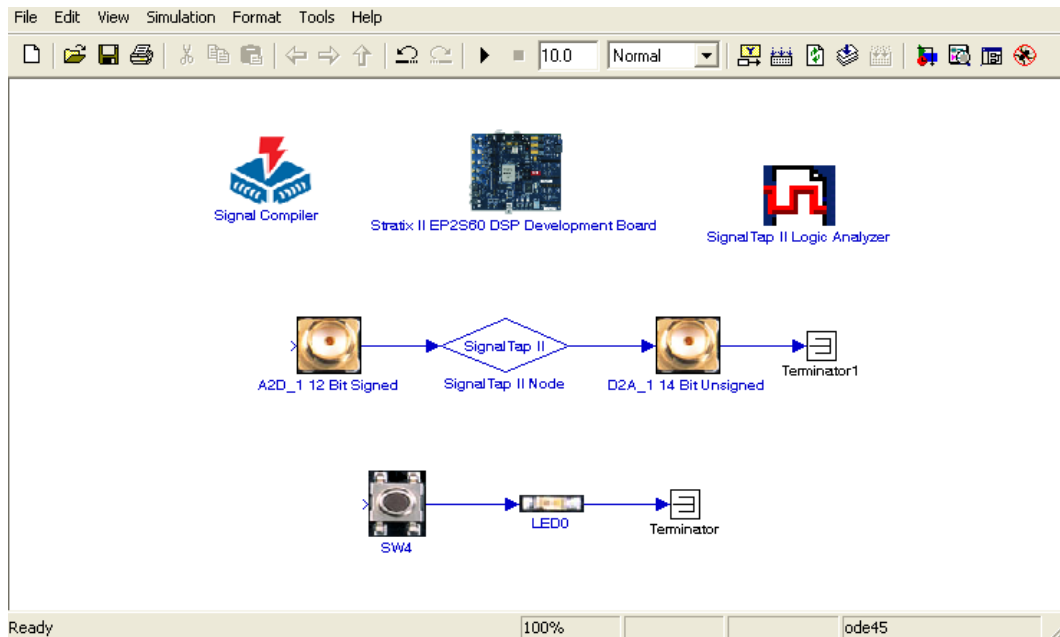 File Edit View Simulation Format Tools Help
10.0 Normal
Signal Compiler
Stratix II EP2S60 DSP Development Board
SignalTap II Logic Analyzer
SignalTap II
A2D_1 12 Bit Signed
SignalTap II Node
D2A_1 14 Bit Unsigned
Terminator1
SW4
LED0
Terminator
Ready 100% ode45